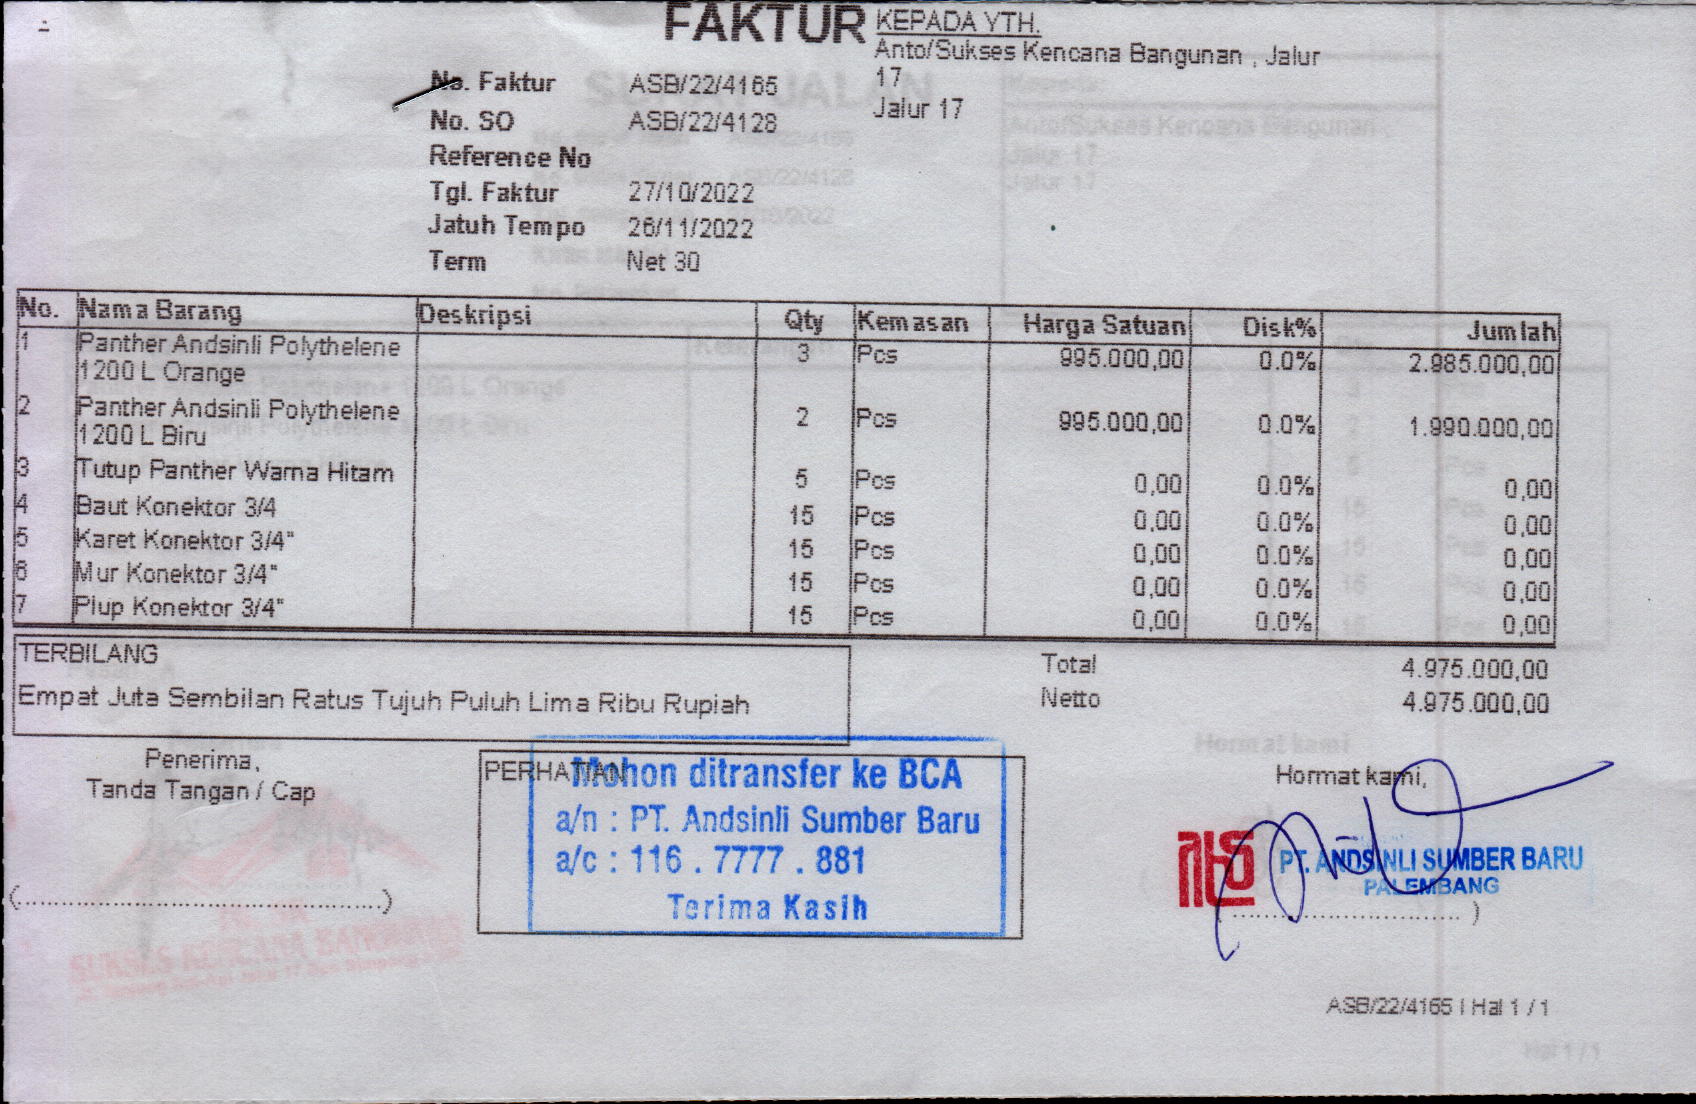 FAKTUR
KEPADA YTH.
Anto/Sukses Kencana Bangunan , Jalur
17
Jalur 17
No. Faktur ASB/22/4165
No. SO ASB/22/4128
Reference No
Tgl. Faktur 27/10/2022
Jatuh Tempo 26/11/2022
Term Net 30
No. Nama Barang Deskripsi Qty Kemasan Harga Satuan Disk% Jumlah
1 Panther Andsinli Polythelene 3 Pcs 995.000,00 0.0% 2.985.000,00
1200 L Orange
2 Panther Andsinli Polythelene 2 Pcs 995.000,00 0.0% 1.990.000,00
1200 L Biru
3 Tutup Panther Warna Hitam 5 Pcs 0,00 0.0% 0,00
4 Baut Konektor 3/4 15 Pcs 0,00 0.0% 0,00
5 Karet Konektor 3/4" 15 Pcs 0,00 0.0% 0,00
6 Mur Konektor 3/4" 15 Pcs 0,00 0.0% 0,00
7 Plup Konektor 3/4" 15 Pcs 0,00 0.0% 0,00
TERBILANG
Empat Juta Sembilan Ratus Tujuh Puluh Lima Ribu Rupiah
Total 4.975.000,00
Netto 4.975.000,00
Penerima,
Tanda Tangan / Cap
(................................................)
PERHATIAN
Mohon ditransfer ke BCA
a/n : PT. Andsinli Sumber Baru
a/c : 116 . 7777 . 881
Terima Kasih
Hormat kami,
PT. ANDSINLI SUMBER BARU
PALEMBANG
(................................ )
SUKSES KENCANA BANGUNAN
ASB/22/4165 | Hal 1 / 1
Hal 1 / 1